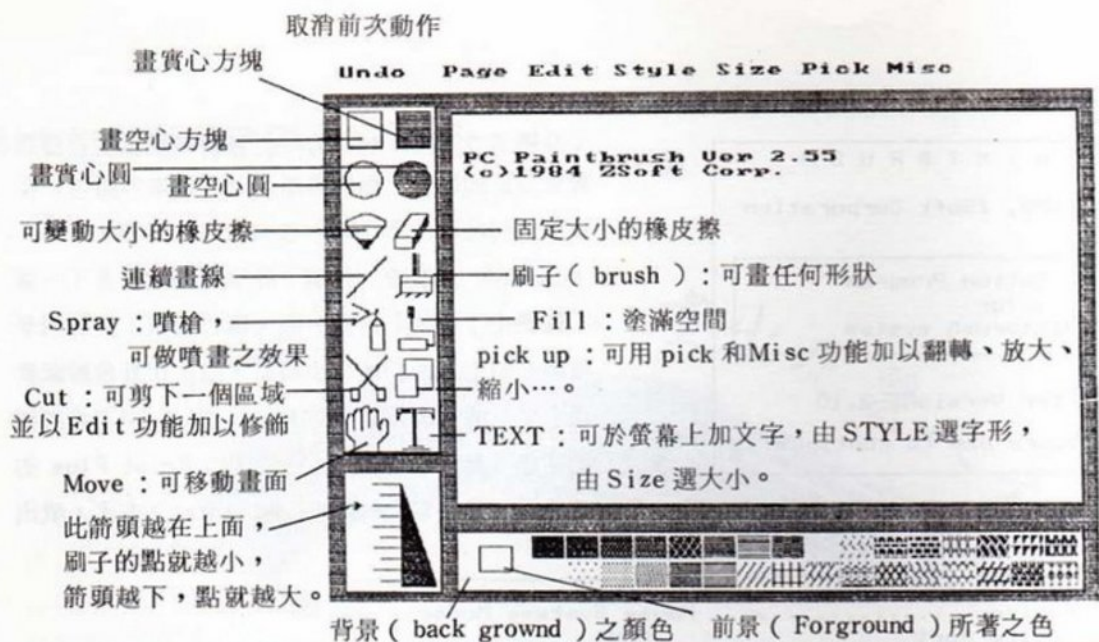 取消前次動作
畫實心方塊
Undo Page Edit Style Size Pick Misc
畫空心方塊
PC Paintbrush Ver 2.55
(c)1984 ZSoft Corp.
畫實心圓
畫空心圓
可變動大小的橡皮擦
固定大小的橡皮擦
連續畫線
刷子（brush）：可畫任何形狀
Spray：噴槍，
可做噴畫之效果
Fill：塗滿空間
pick up：可用 pick 和Misc 功能加以翻轉、放大、
縮小…。
Cut：可剪下一個區域
並以Edit 功能加以修飾
TEXT：可於螢幕上加文字，由 STYLE 選字形，
由 Size 選大小。
Move：可移動畫面
此箭頭越在上面，
刷子的點就越小，
箭頭越下，點就越大。
背景（back grownd）之顏色
前景（Forground）所著之色